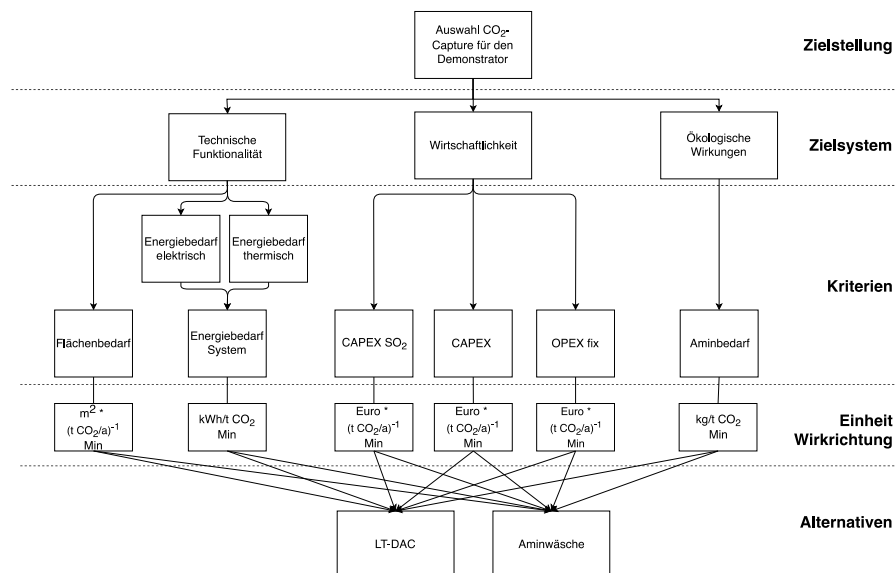 Auswahl CO₂-
Capture für den
Demonstrator
Zielstellung
Technische
Funktionalität
Wirtschaftlichkeit
Ökologische
Wirkungen
Zielsystem
Energiebedarf
elektrisch
Energiebedarf
thermisch
Kriterien
Flächenbedarf
Energiebedarf
System
CAPEX SO₂
CAPEX
OPEX fix
Aminbedarf
m² *
(t CO₂/a)⁻¹
Min
kWh/t CO₂
Min
Euro *
(t CO₂/a)⁻¹
Min
Euro *
(t CO₂/a)⁻¹
Min
Euro *
(t CO₂/a)⁻¹
Min
kg/t CO₂
Min
Einheit
Wirkrichtung
LT-DAC
Aminwäsche
Alternativen